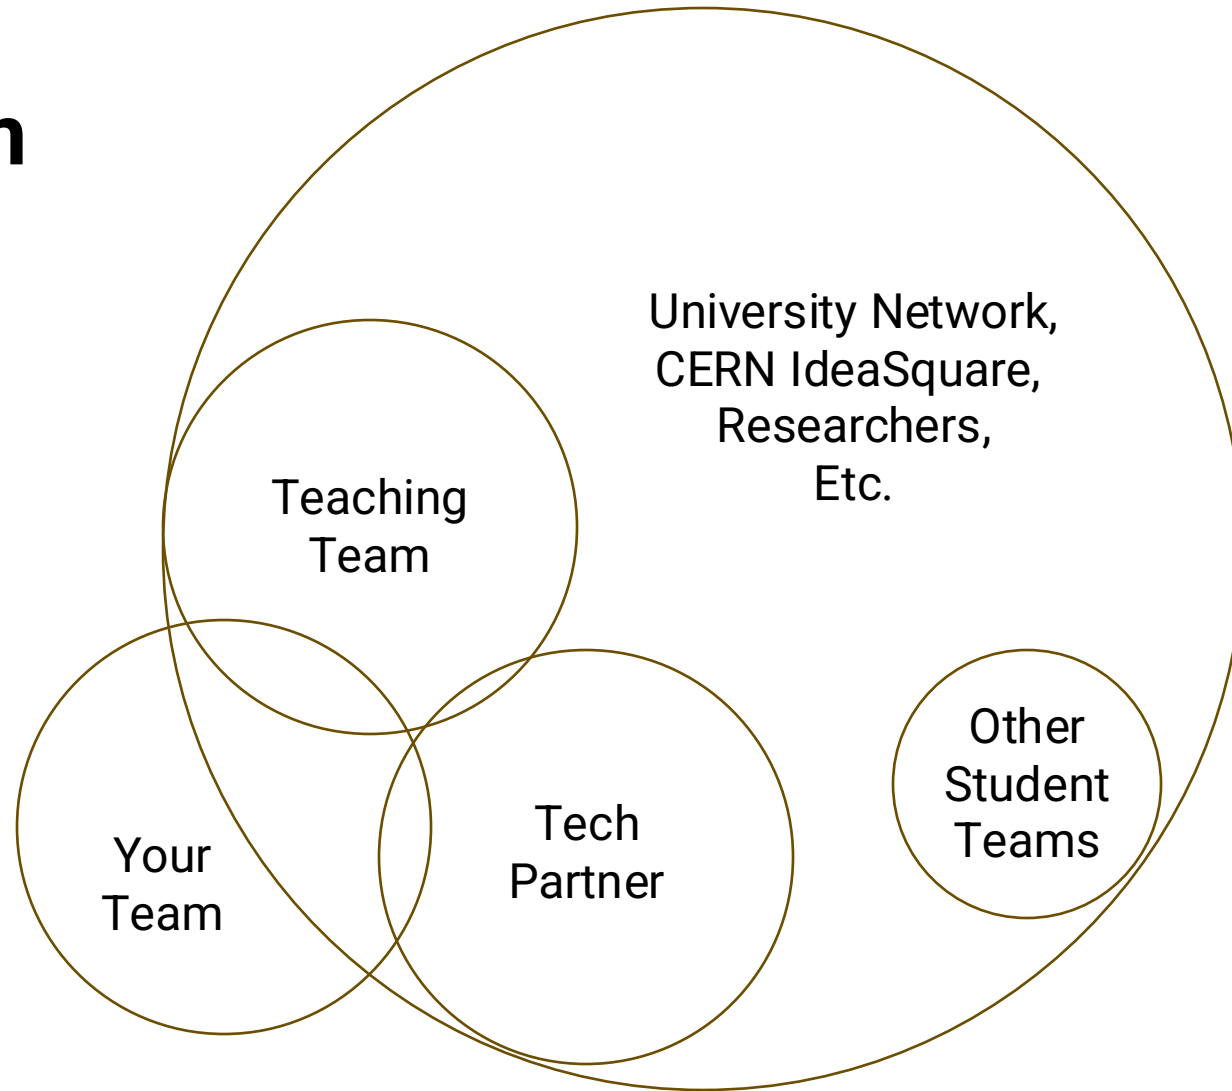 n
University Network,
CERN IdeaSquare,
Researchers,
Etc.
Teaching
Team
Other
Student
Teams
Tech
Partner
Your
Team